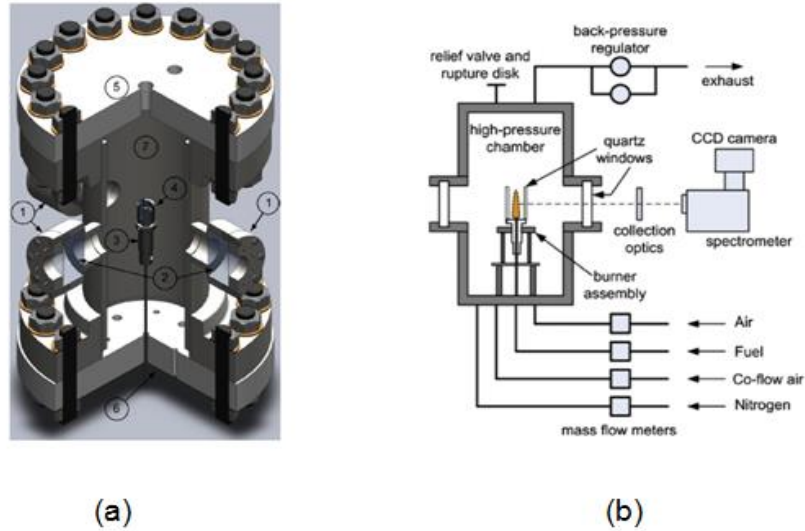 1
1
2
3
4
5
6
7
(a)
relief valve and
rupture disk
back-pressure
regulator
exhaust
high-pressure
chamber
quartz
windows
CCD camera
collection
optics
spectrometer
burner
assembly
Air
Fuel
Co-flow air
Nitrogen
mass flow meters
(b)